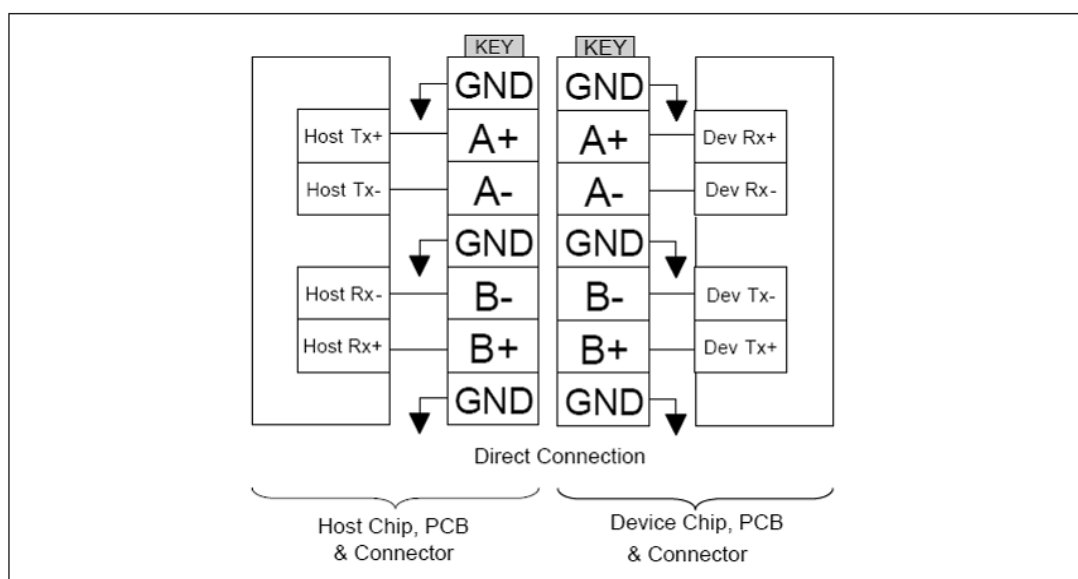 KEY KEY
GND GND
Host Tx+ A+ A+ Dev Rx+
Host Tx- A- A- Dev Rx-
GND GND
Host Rx- B- B- Dev Tx-
Host Rx+ B+ B+ Dev Tx+
GND GND
Direct Connection
Host Chip, PCB
& Connector
Device Chip, PCB
& Connector